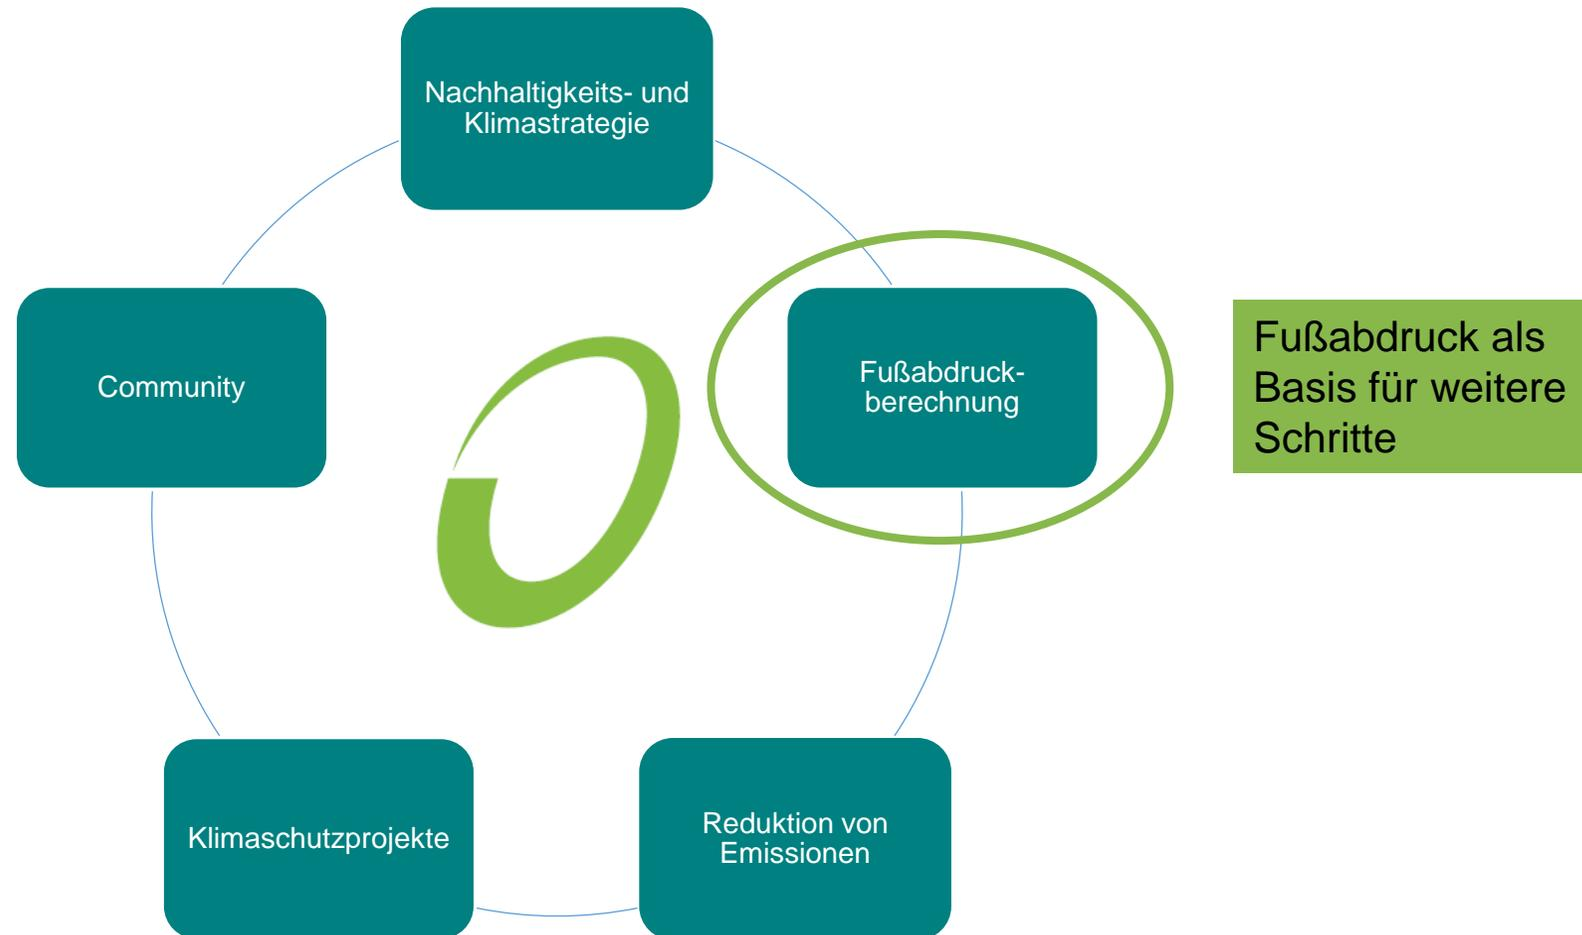 Nachhaltigkeits- und
Klimastrategie
Fußabdruck-
berechnung
Fußabdruck als
Basis für weitere
Schritte
Community
Klimaschutzprojekte
Reduktion von
Emissionen